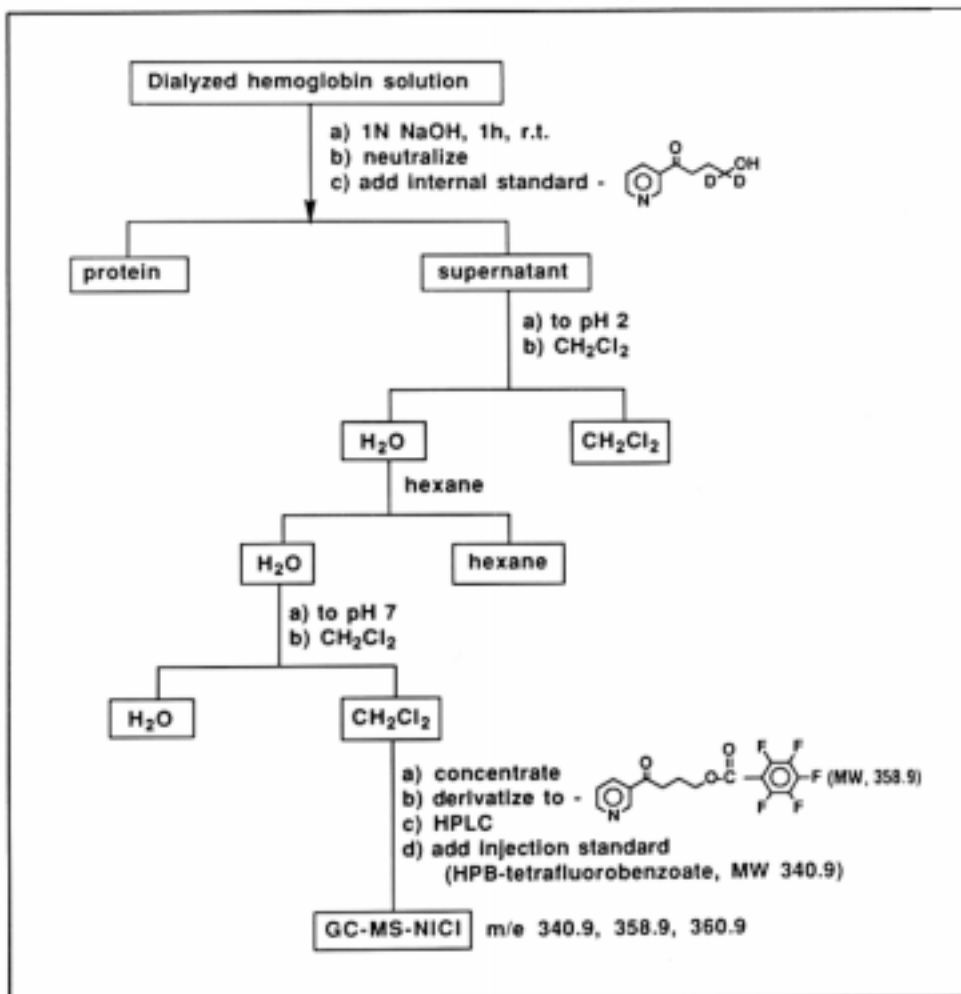 Dialyzed hemoglobin solution
a) 1N NaOH, 1h, r.t.
b) neutralize
c) add internal standard -
O
OH
D D
N
protein
supernatant
a) to pH 2
b) CH₂Cl₂
H₂O
CH₂Cl₂
hexane
H₂O
hexane
a) to pH 7
b) CH₂Cl₂
H₂O
CH₂Cl₂
a) concentrate
b) derivatize to -
c) HPLC
d) add injection standard
(HPB-tetrafluorobenzoate, MW 340.9)
O
O
O-C
F F
F (MW, 358.9)
F F
N
GC-MS-NICI m/e 340.9, 358.9, 360.9